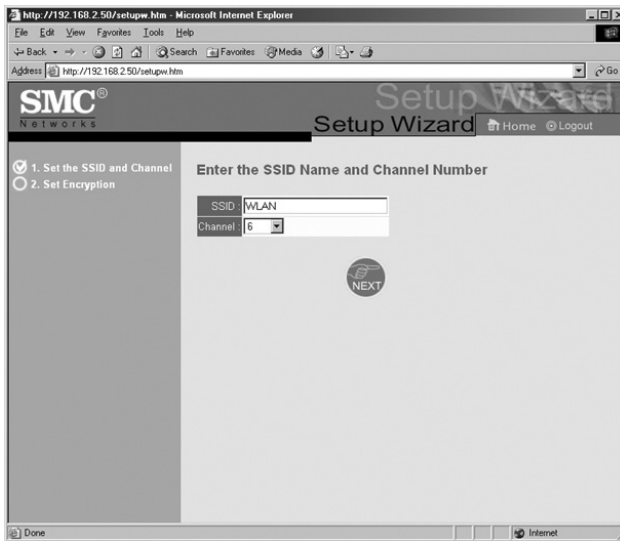 http://192.168.2.50/setupw.htm - Microsoft Internet Explorer
File Edit View Favorites Tools Help
Back Search Favorites Media
Address http://192.168.2.50/setupw.htm Go
SMC®
Networks
Setup Wizard
Setup Wizard Home Logout
1. Set the SSID and Channel
2. Set Encryption
Enter the SSID Name and Channel Number
SSID : WLAN
Channel : 6
NEXT
Done Internet